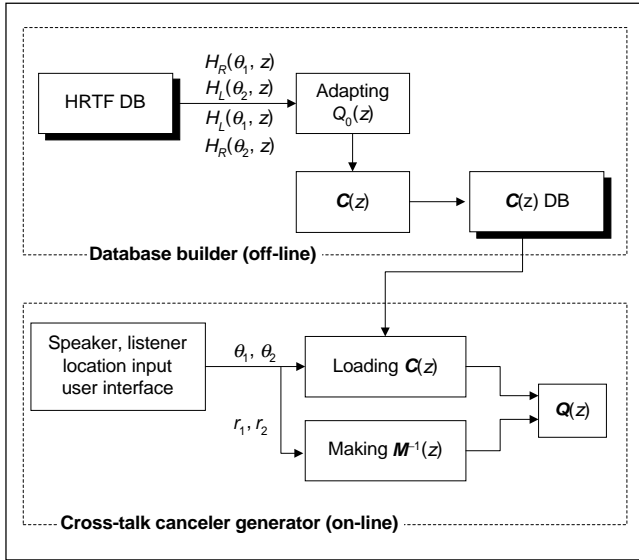 HRTF DB
H_R(θ_1, z)
H_L(θ_2, z)
H_L(θ_1, z)
H_R(θ_2, z)
Adapting
Q_0(z)
C(z)
C(z) DB
Database builder (off-line)
Speaker, listener
location input
user interface
θ_1, θ_2
r_1, r_2
Loading C(z)
Making M^{-1}(z)
Q(z)
Cross-talk canceler generator (on-line)